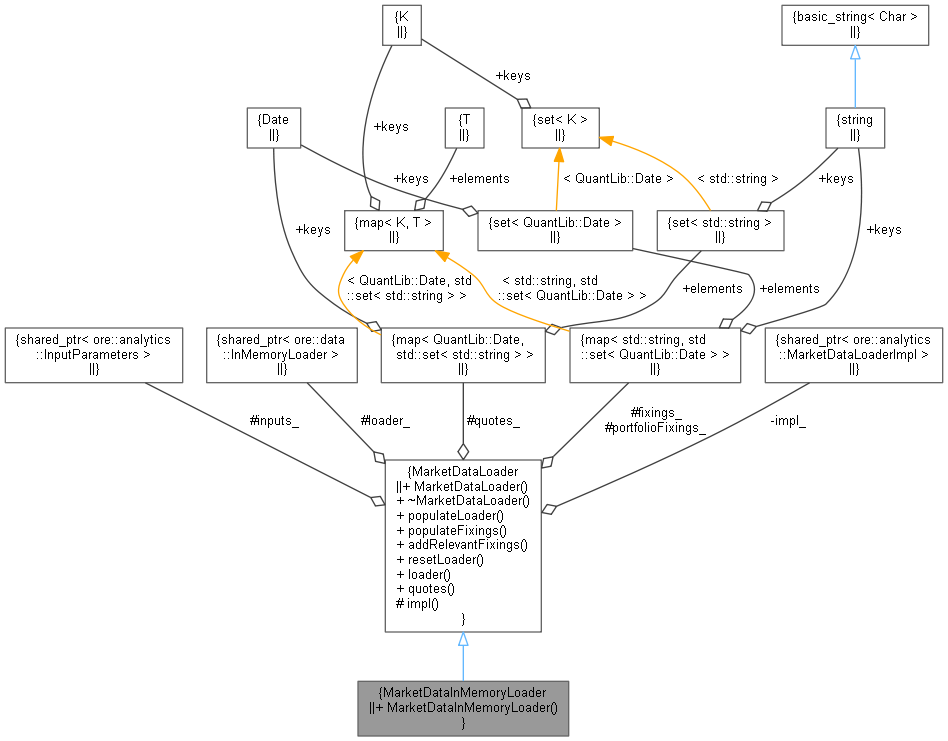 {K
||}
{basic_string< Char >
||}
+keys
{Date
||}
+keys
{T
||}
{set< K >
||}
{string
||}
+keys
+elements
< QuantLib::Date >
< std::string >
+keys
+keys
{map< K, T >
||}
{set< QuantLib::Date >
||}
{set< std::string >
||}
+keys
< QuantLib::Date, std
::set< std::string > >
< std::string, std
::set< QuantLib::Date > >
+elements
+elements
{shared_ptr< ore::analytics
::InputParameters >
||}
{shared_ptr< ore::data
::InMemoryLoader >
||}
{map< QuantLib::Date,
std::set< std::string > >
||}
{map< std::string, std
::set< QuantLib::Date > >
||}
{shared_ptr< ore::analytics
::MarketDataLoaderImpl >
||}
#inputs_
#loader_
#quotes_
#fixings_
#portfolioFixings_
-impl_
{MarketDataLoader
||+ MarketDataLoader()
+ ~MarketDataLoader()
+ populateLoader()
+ populateFixings()
+ addRelevantFixings()
+ resetLoader()
+ loader()
+ quotes()
# impl()
}
{MarketDataInMemoryLoader
||+ MarketDataInMemoryLoader()
}